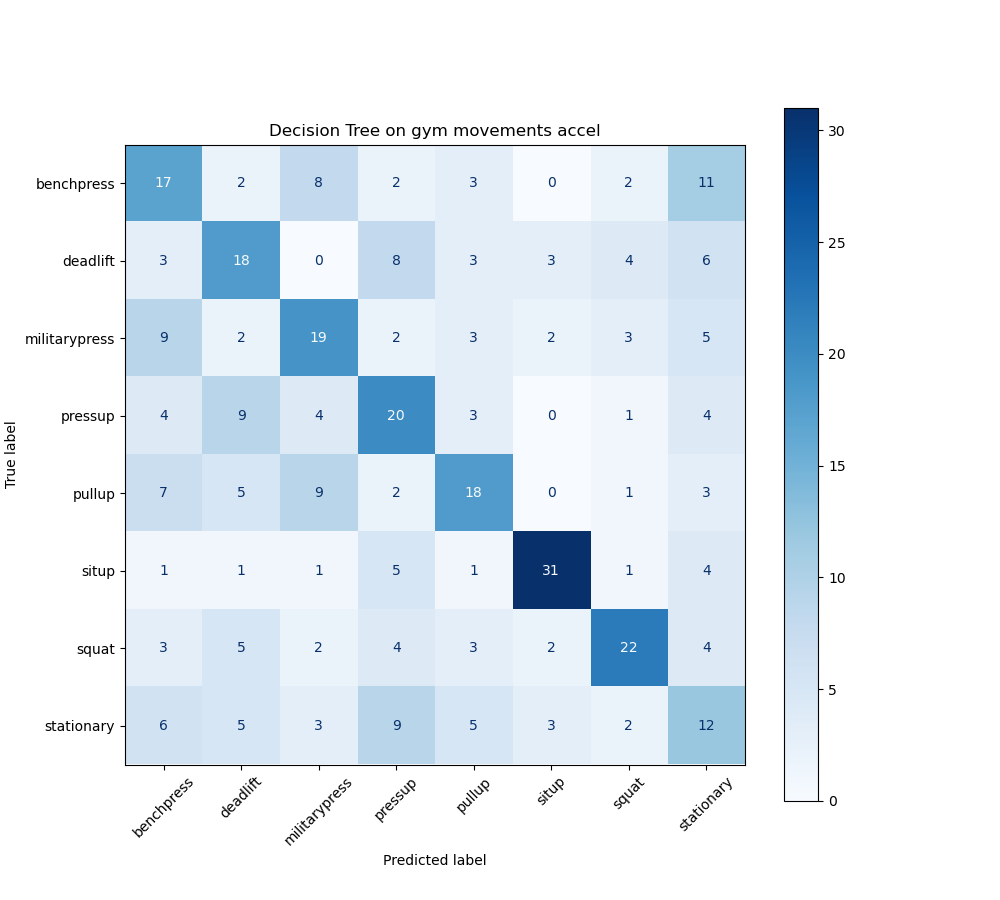 Decision Tree on gym movements accel
benchpress 17 2 8 2 3 0 2 11
deadlift 3 18 0 8 3 3 4 6
militarypress 9 2 19 2 3 2 3 5
pressup 4 9 4 20 3 0 1 4
pullup 7 5 9 2 18 0 1 3
situp 1 1 1 5 1 31 1 4
squat 3 5 2 4 3 2 22 4
stationary 6 5 3 9 5 3 2 12
benchpress deadlift militarypress pressup pullup situp squat stationary
Predicted label
True label
30
25
20
15
10
5
0